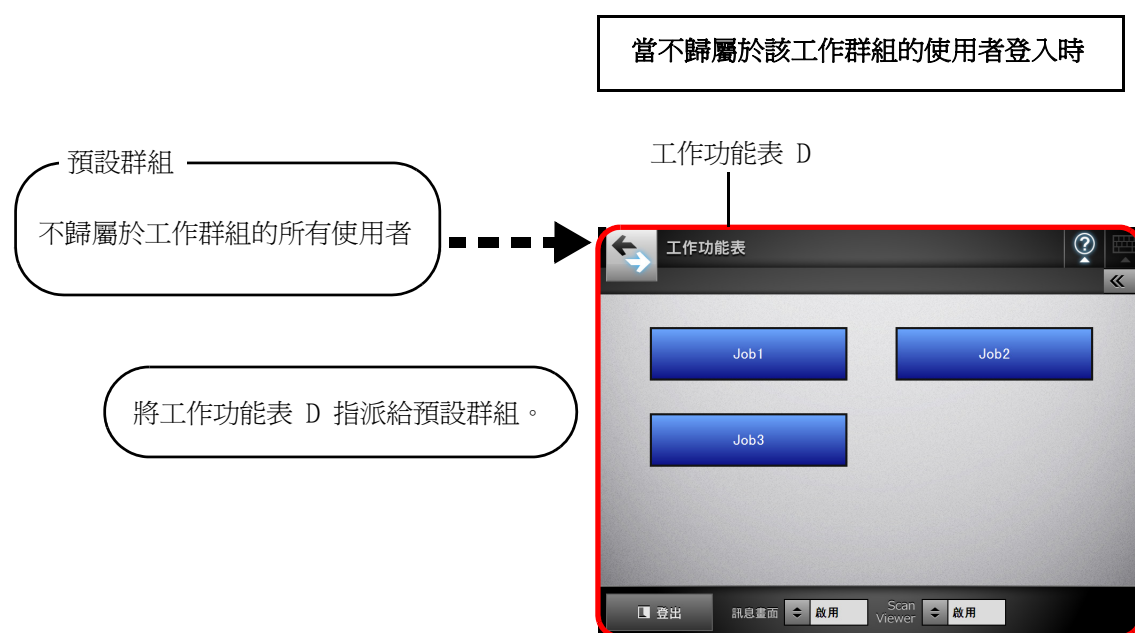 當不歸屬於該工作群組的使用者登入時
預設群組
不歸屬於工作群組的所有使用者
將工作功能表 D 指派給預設群組。
工作功能表 D
工作功能表
?
Job1
Job2
Job3
登出
訊息畫面
啟用
Scan
Viewer
啟用